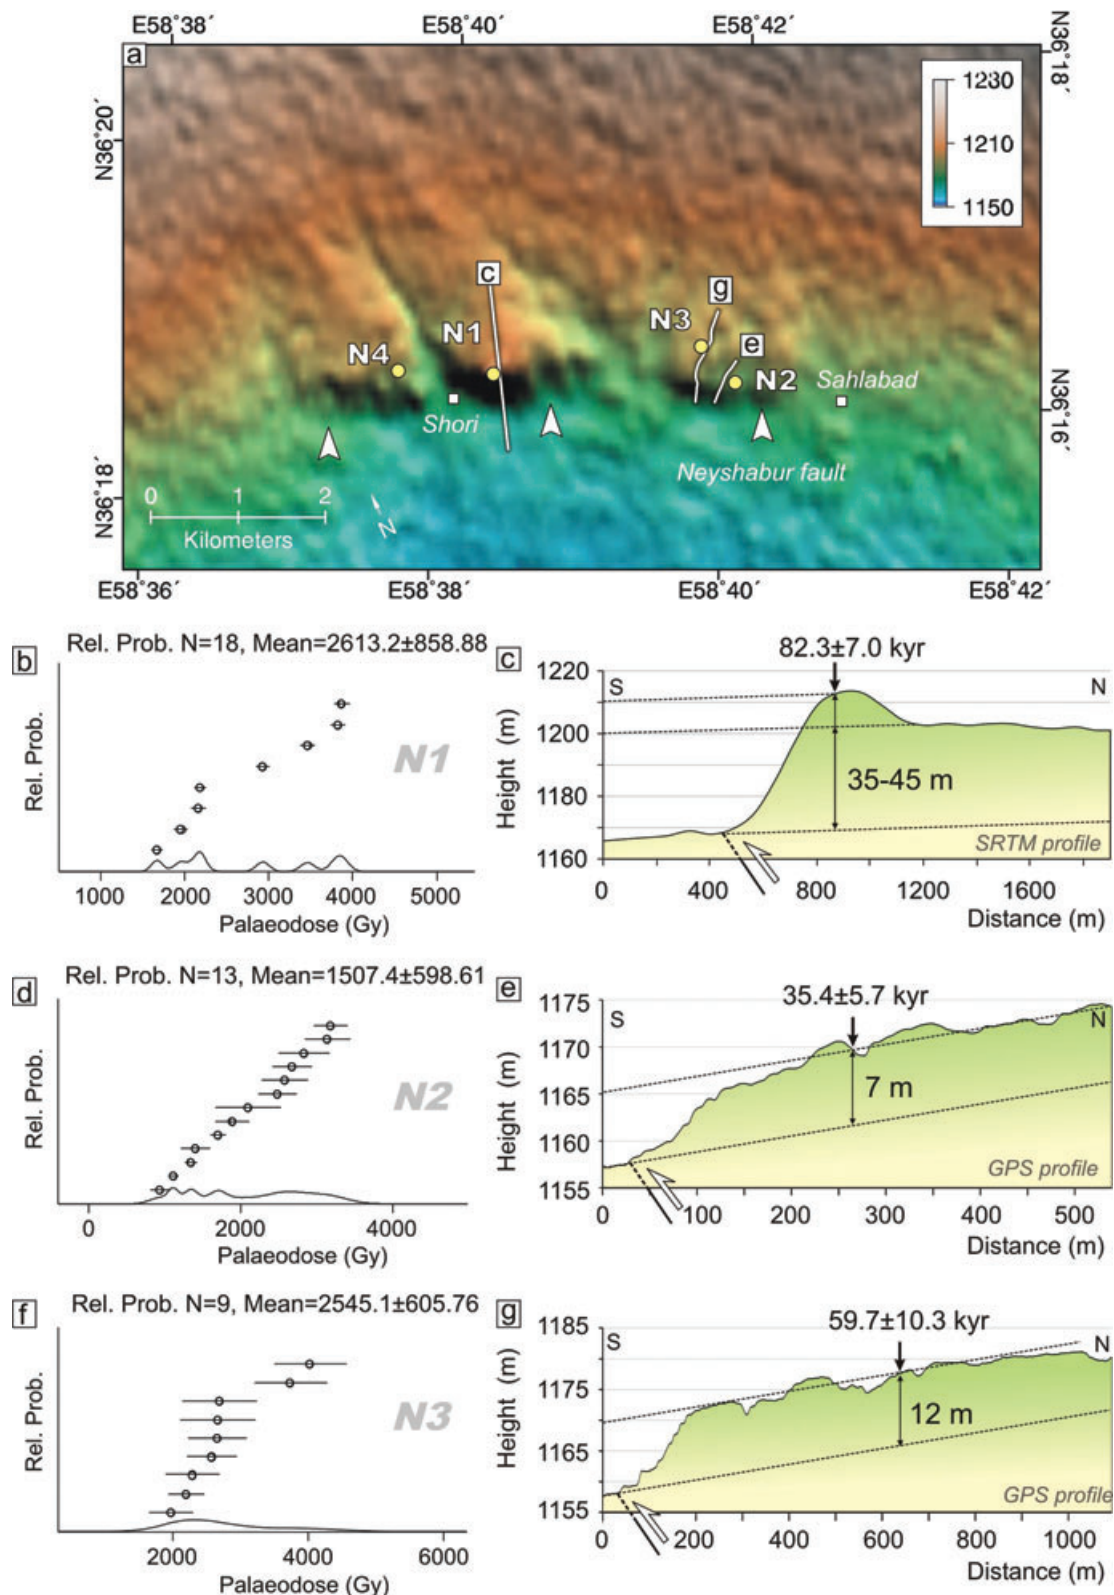 E58°38´ E58°40´ E58°42´
a
N36°18´
N36°20´
1230
1210
1150
c
g
N3
N1
e
N4
N2
Sahlabad
Shori
N36°16´
Neyshabur fault
N36°18´
0 1 2
Kilometers
N
E58°36´ E58°38´ E58°40´ E58°42´
b
Rel. Prob. N=18, Mean=2613.2±858.88
Rel. Prob.
N1
1000 2000 3000 4000 5000
Palaeodose (Gy)
c
82.3±7.0 kyr
S N
Height (m)
1220
1200
1180
1160
35-45 m
SRTM profile
0 400 800 1200 1600
Distance (m)
d
Rel. Prob. N=13, Mean=1507.4±598.61
Rel. Prob.
N2
0 2000 4000
Palaeodose (Gy)
e
35.4±5.7 kyr
S N
Height (m)
1175
1170
1165
1160
1155
7 m
GPS profile
0 100 200 300 400 500
Distance (m)
f
Rel. Prob. N=9, Mean=2545.1±605.76
Rel. Prob.
N3
2000 4000 6000
Palaeodose (Gy)
g
59.7±10.3 kyr
S N
Height (m)
1185
1175
1165
1155
12 m
GPS profile
0 200 400 600 800 1000
Distance (m)